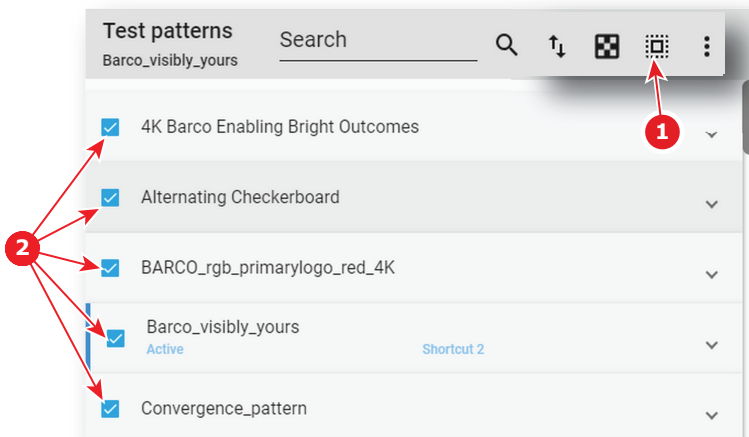 Test patterns
Barco_visibly_yours
Search
1
4K Barco Enabling Bright Outcomes
Alternating Checkerboard
2
BARCO_rgb_primarylogo_red_4K
Barco_visibly_yours
Active Shortcut 2
Convergence_pattern